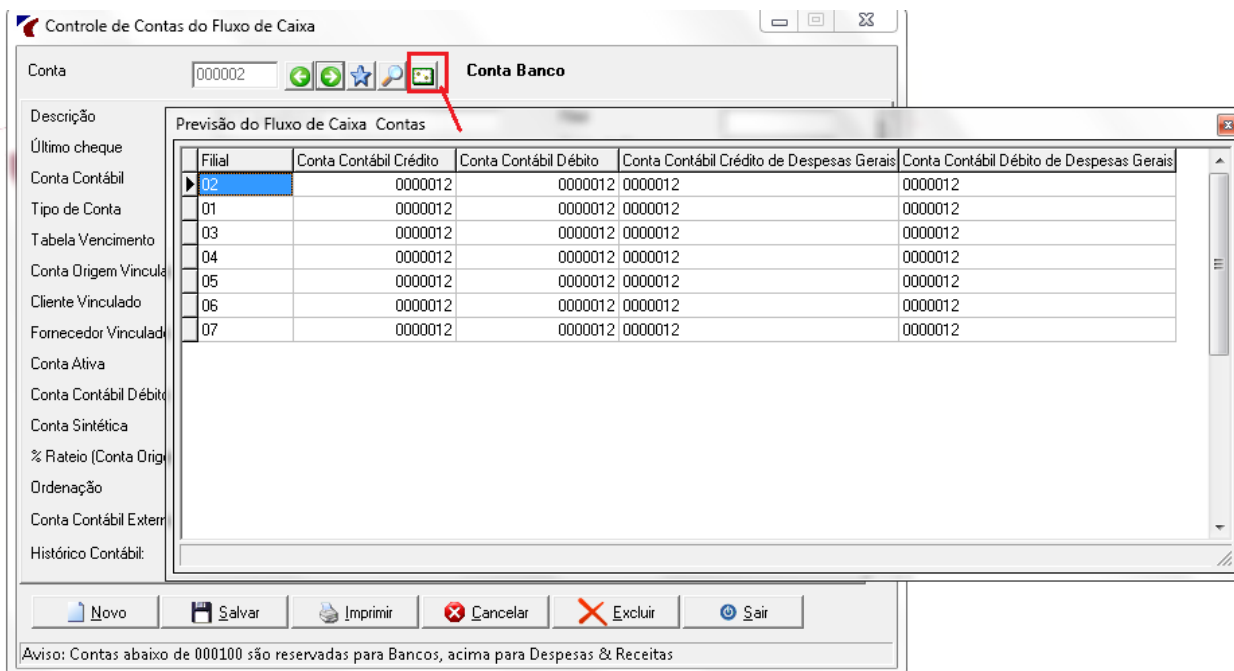 Controle de Contas do Fluxo de Caixa
Conta 000002 Conta Banco
Descrição
Último cheque
Conta Contábil
Tipo de Conta
Tabela Vencimento
Conta Origem Vincula
Cliente Vinculado
Fornecedor Vinculad
Conta Ativa
Conta Contábil Débito
Conta Sintética
% Rateio (Conta Orig
Ordenação
Conta Contábil Extern
Histórico Contábil:
Previsão do Fluxo de Caixa Contas
Filial Conta Contábil Crédito Conta Contábil Débito Conta Contábil Crédito de Despesas Gerais Conta Contábil Débito de Despesas Gerais
02 0000012 0000012 0000012 0000012
01 0000012 0000012 0000012 0000012
03 0000012 0000012 0000012 0000012
04 0000012 0000012 0000012 0000012
05 0000012 0000012 0000012 0000012
06 0000012 0000012 0000012 0000012
07 0000012 0000012 0000012 0000012
Novo Salvar Imprimir Cancelar Excluir Sair
Aviso: Contas abaixo de 000100 são reservadas para Bancos, acima para Despesas & Receitas